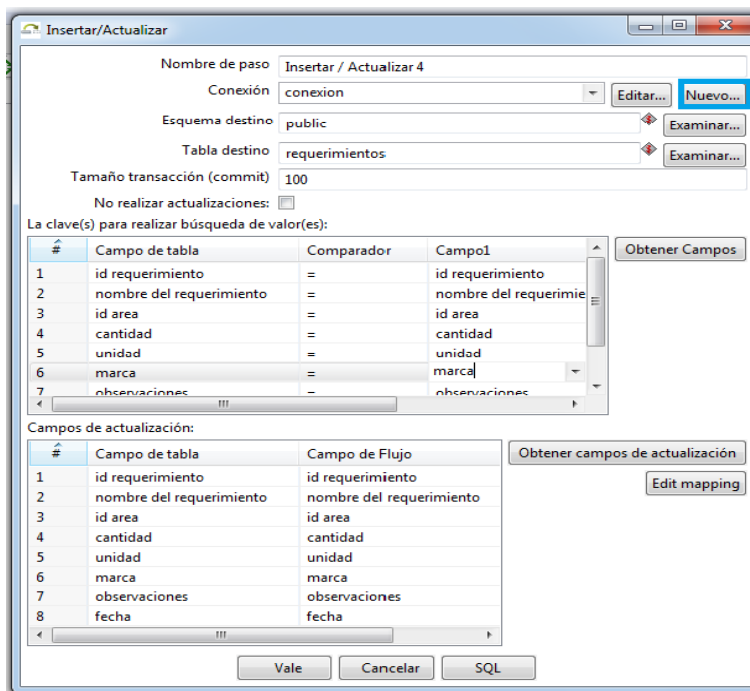 Insertar/Actualizar
Nombre de paso Insertar / Actualizar 4
Conexión conexion Editar... Nuevo...
Esquema destino public Examinar...
Tabla destino requerimientos Examinar...
Tamaño transacción (commit) 100
No realizar actualizaciones:
La clave(s) para realizar búsqueda de valor(es):
# Campo de tabla Comparador Campo1 Obtener Campos
1 id requerimiento = id requerimiento
2 nombre del requerimiento = nombre del requerimie
3 id area = id area
4 cantidad = cantidad
5 unidad = unidad
6 marca = marca
7 observaciones = observaciones
Campos de actualización:
# Campo de tabla Campo de Flujo Obtener campos de actualización
1 id requerimiento id requerimiento Edit mapping
2 nombre del requerimiento nombre del requerimiento
3 id area id area
4 cantidad cantidad
5 unidad unidad
6 marca marca
7 observaciones observaciones
8 fecha fecha
Vale Cancelar SQL